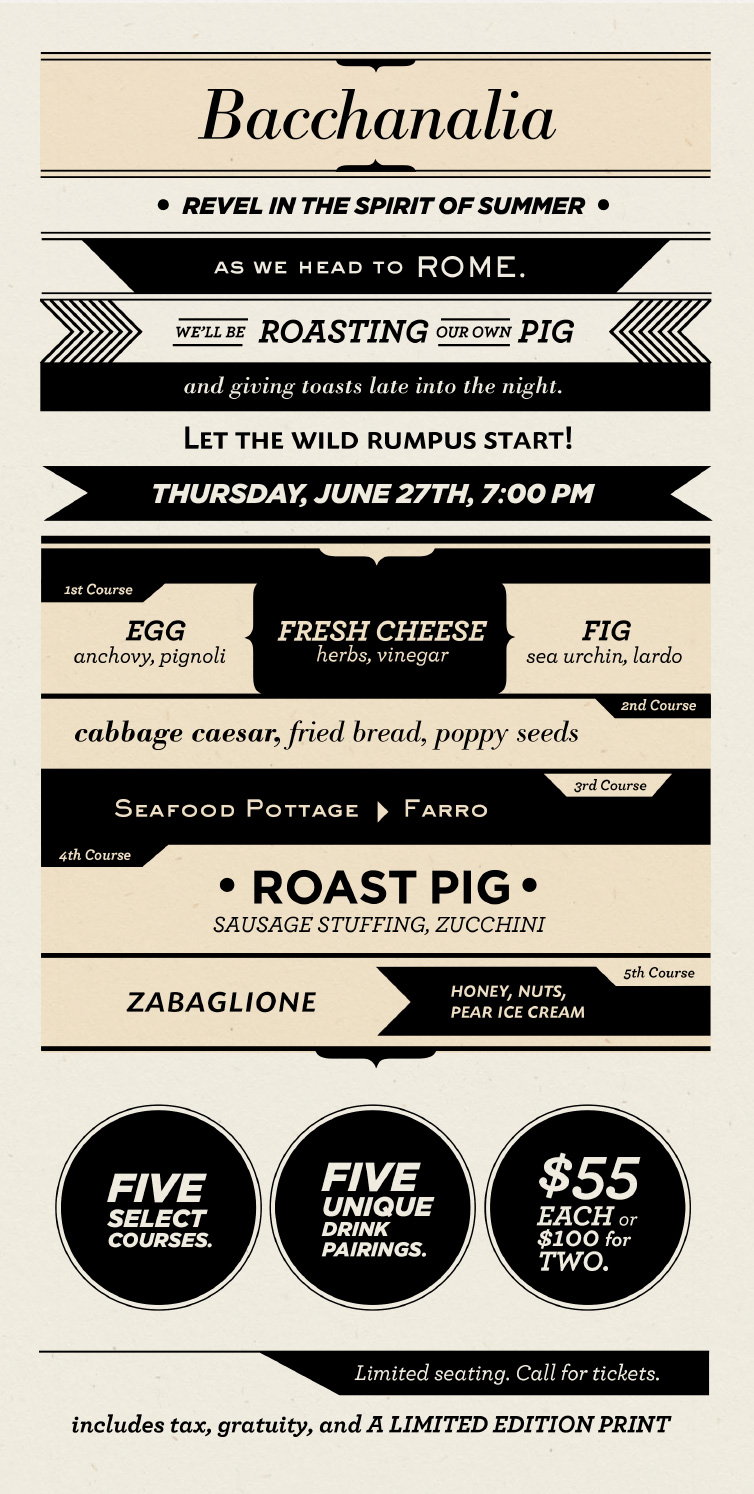 Bacchanalia
• REVEL IN THE SPIRIT OF SUMMER •
AS WE HEAD TO ROME.
WE'LL BE ROASTING OUR OWN PIG
and giving toasts late into the night.
LET THE WILD RUMPUS START!
THURSDAY, JUNE 27TH, 7:00 PM
1st Course
EGG
anchovy, pignoli
FRESH CHEESE
herbs, vinegar
FIG
sea urchin, lardo
2nd Course
cabbage caesar, fried bread, poppy seeds
3rd Course
SEAFOOD POTTAGE FARRO
4th Course
• ROAST PIG •
SAUSAGE STUFFING, ZUCCHINI
5th Course
ZABAGLIONE
HONEY, NUTS,
PEAR ICE CREAM
FIVE
SELECT
COURSES.
FIVE
UNIQUE
DRINK
PAIRINGS.
$55
EACH or
$100 for
TWO.
Limited seating. Call for tickets.
includes tax, gratuity, and A LIMITED EDITION PRINT